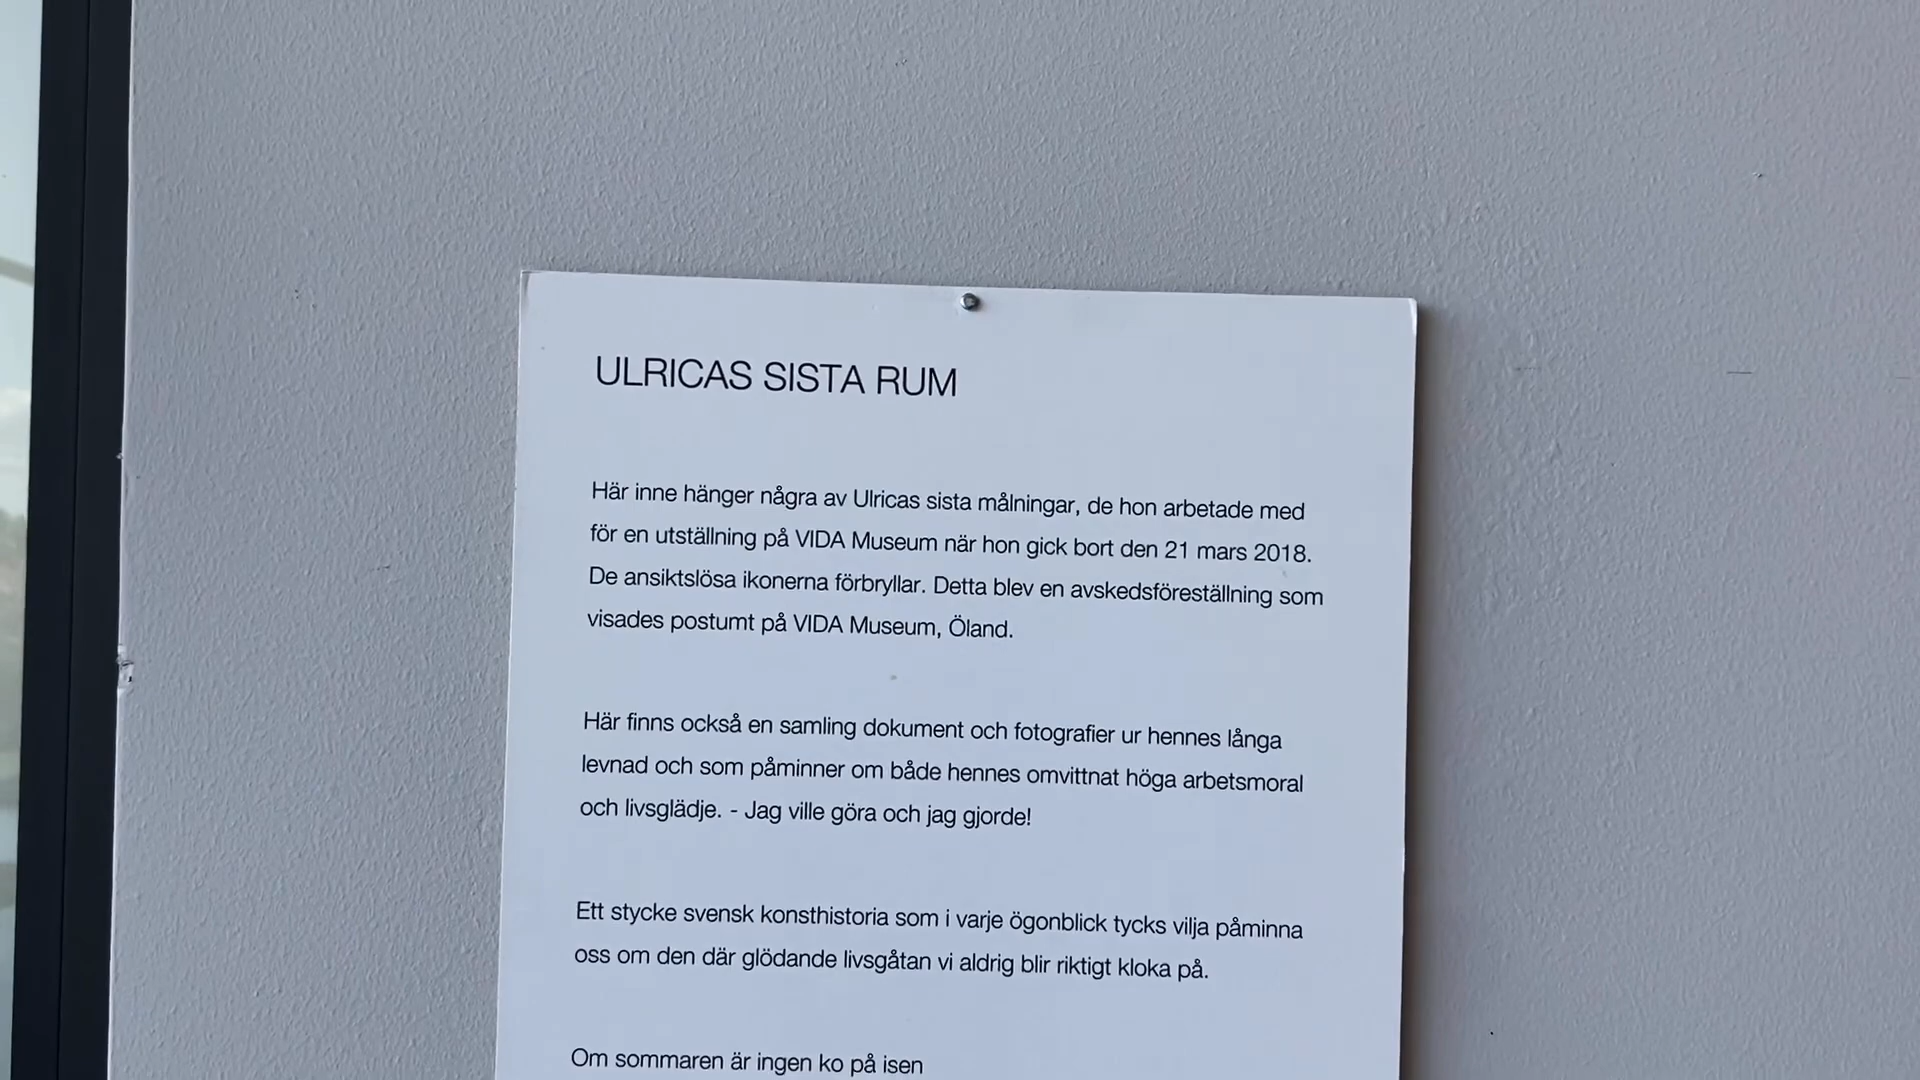 ULRICAS SISTA RUM
Här inne hänger några av Ulricas sista målningar, de hon arbetade med
för en utställning på VIDA Museum när hon gick bort den 21 mars 2018.
De ansiktslösa ikonerna förbryllar. Detta blev en avskedsföreställning som
visades postumt på VIDA Museum, Öland.
Här finns också en samling dokument och fotografier ur hennes långa
levnad och som påminner om både hennes omvittnat höga arbetsmoral
och livsglädje. - Jag ville göra och jag gjorde!
Ett stycke svensk konsthistoria som i varje ögonblick tycks vilja påminna
oss om den där glödande livsgåtan vi aldrig blir riktigt kloka på.
Om sommaren är ingen ko på isen